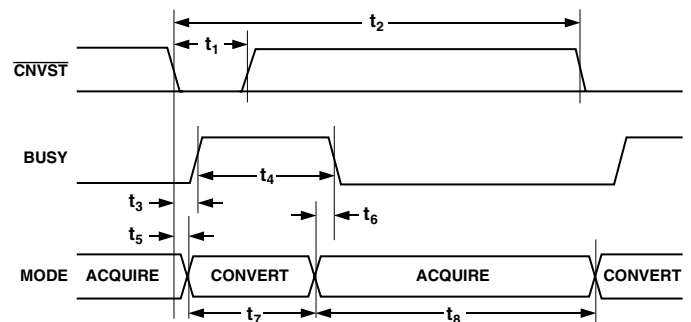 t2
t1
CNVST
BUSY
t4
t3
t6
t5
MODE ACQUIRE CONVERT ACQUIRE CONVERT
t7 t8